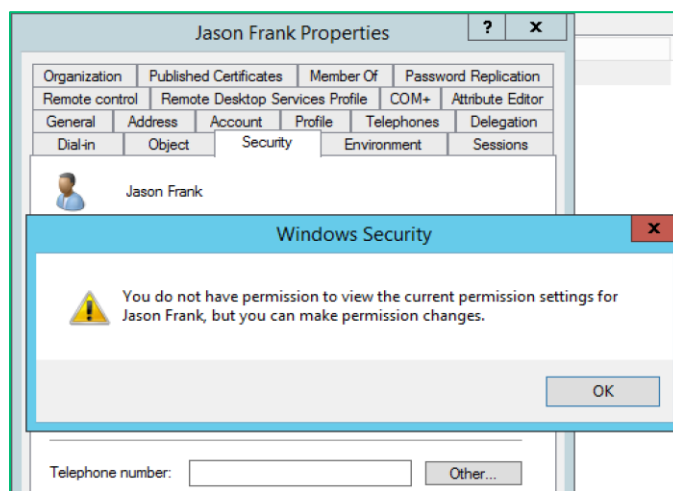 Jason Frank Properties
? x
Organization Published Certificates Member Of Password Replication
Remote control Remote Desktop Services Profile COM+ Attribute Editor
General Address Account Profile Telephones Delegation
Dial-in Object Security Environment Sessions
Jason Frank
Windows Security
x
You do not have permission to view the current permission settings for
Jason Frank, but you can make permission changes.
OK
Telephone number: Other...